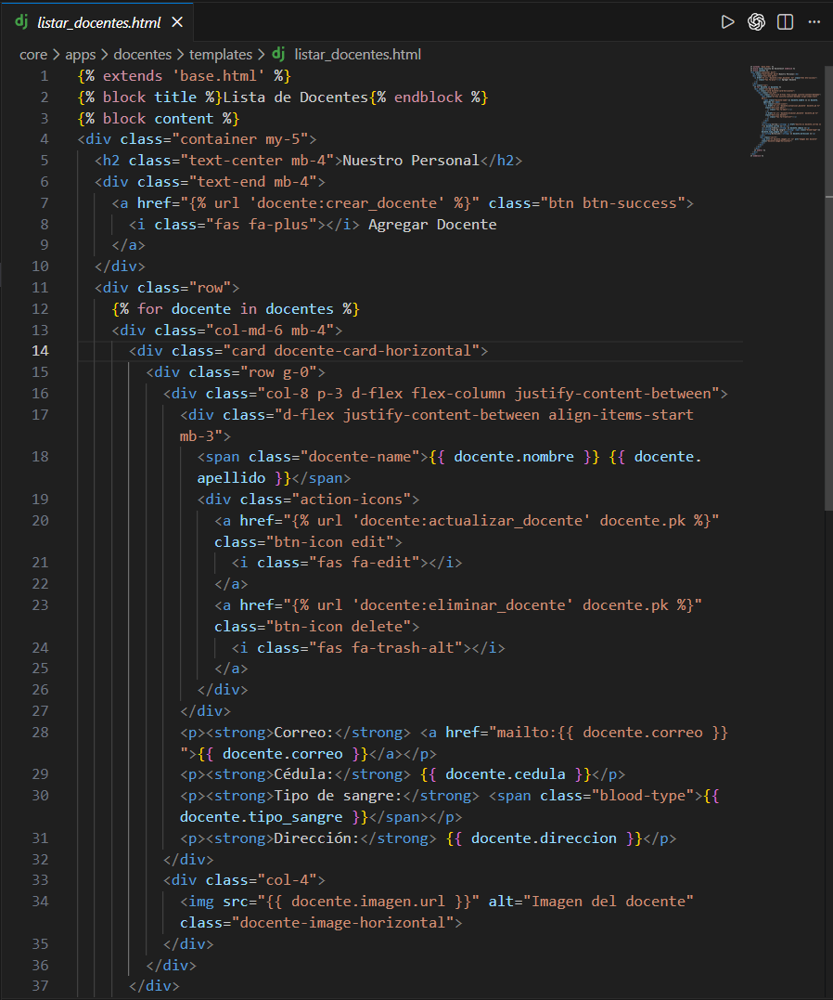 listar_docentes.html
core > apps > docentes > templates > listar_docentes.html
1 {% extends 'base.html' %}
2 {% block title %}Lista de Docentes{% endblock %}
3 {% block content %}
4 <div class="container my-5">
5 <h2 class="text-center mb-4">Nuestro Personal</h2>
6 <div class="text-end mb-4">
7 <a href="{% url 'docente:crear_docente' %}" class="btn btn-success">
8 <i class="fas fa-plus"></i> Agregar Docente
9 </a>
10 </div>
11 <div class="row">
12 {% for docente in docentes %}
13 <div class="col-md-6 mb-4">
14 <div class="card docente-card-horizontal">
15 <div class="row g-0">
16 <div class="col-8 p-3 d-flex flex-column justify-content-between">
17 <div class="d-flex justify-content-between align-items-start
mb-3">
18 <span class="docente-name">{{ docente.nombre }} {{ docente.
apellido }}</span>
19 <div class="action-icons">
20 <a href="{% url 'docente:actualizar_docente' docente.pk %}"
class="btn-icon edit">
21 <i class="fas fa-edit"></i>
22 </a>
23 <a href="{% url 'docente:eliminar_docente' docente.pk %}"
class="btn-icon delete">
24 <i class="fas fa-trash-alt"></i>
25 </a>
26 </div>
27 </div>
28 <p><strong>Correo:</strong> <a href="mailto:{{ docente.correo }}
">{{ docente.correo }}</a></p>
29 <p><strong>Cédula:</strong> {{ docente.cedula }}</p>
30 <p><strong>Tipo de sangre:</strong> <span class="blood-type">{{
docente.tipo_sangre }}</span></p>
31 <p><strong>Dirección:</strong> {{ docente.direccion }}</p>
32 </div>
33 <div class="col-4">
34 <img src="{{ docente.imagen.url }}" alt="Imagen del docente"
class="docente-image-horizontal">
35 </div>
36 </div>
37 </div>